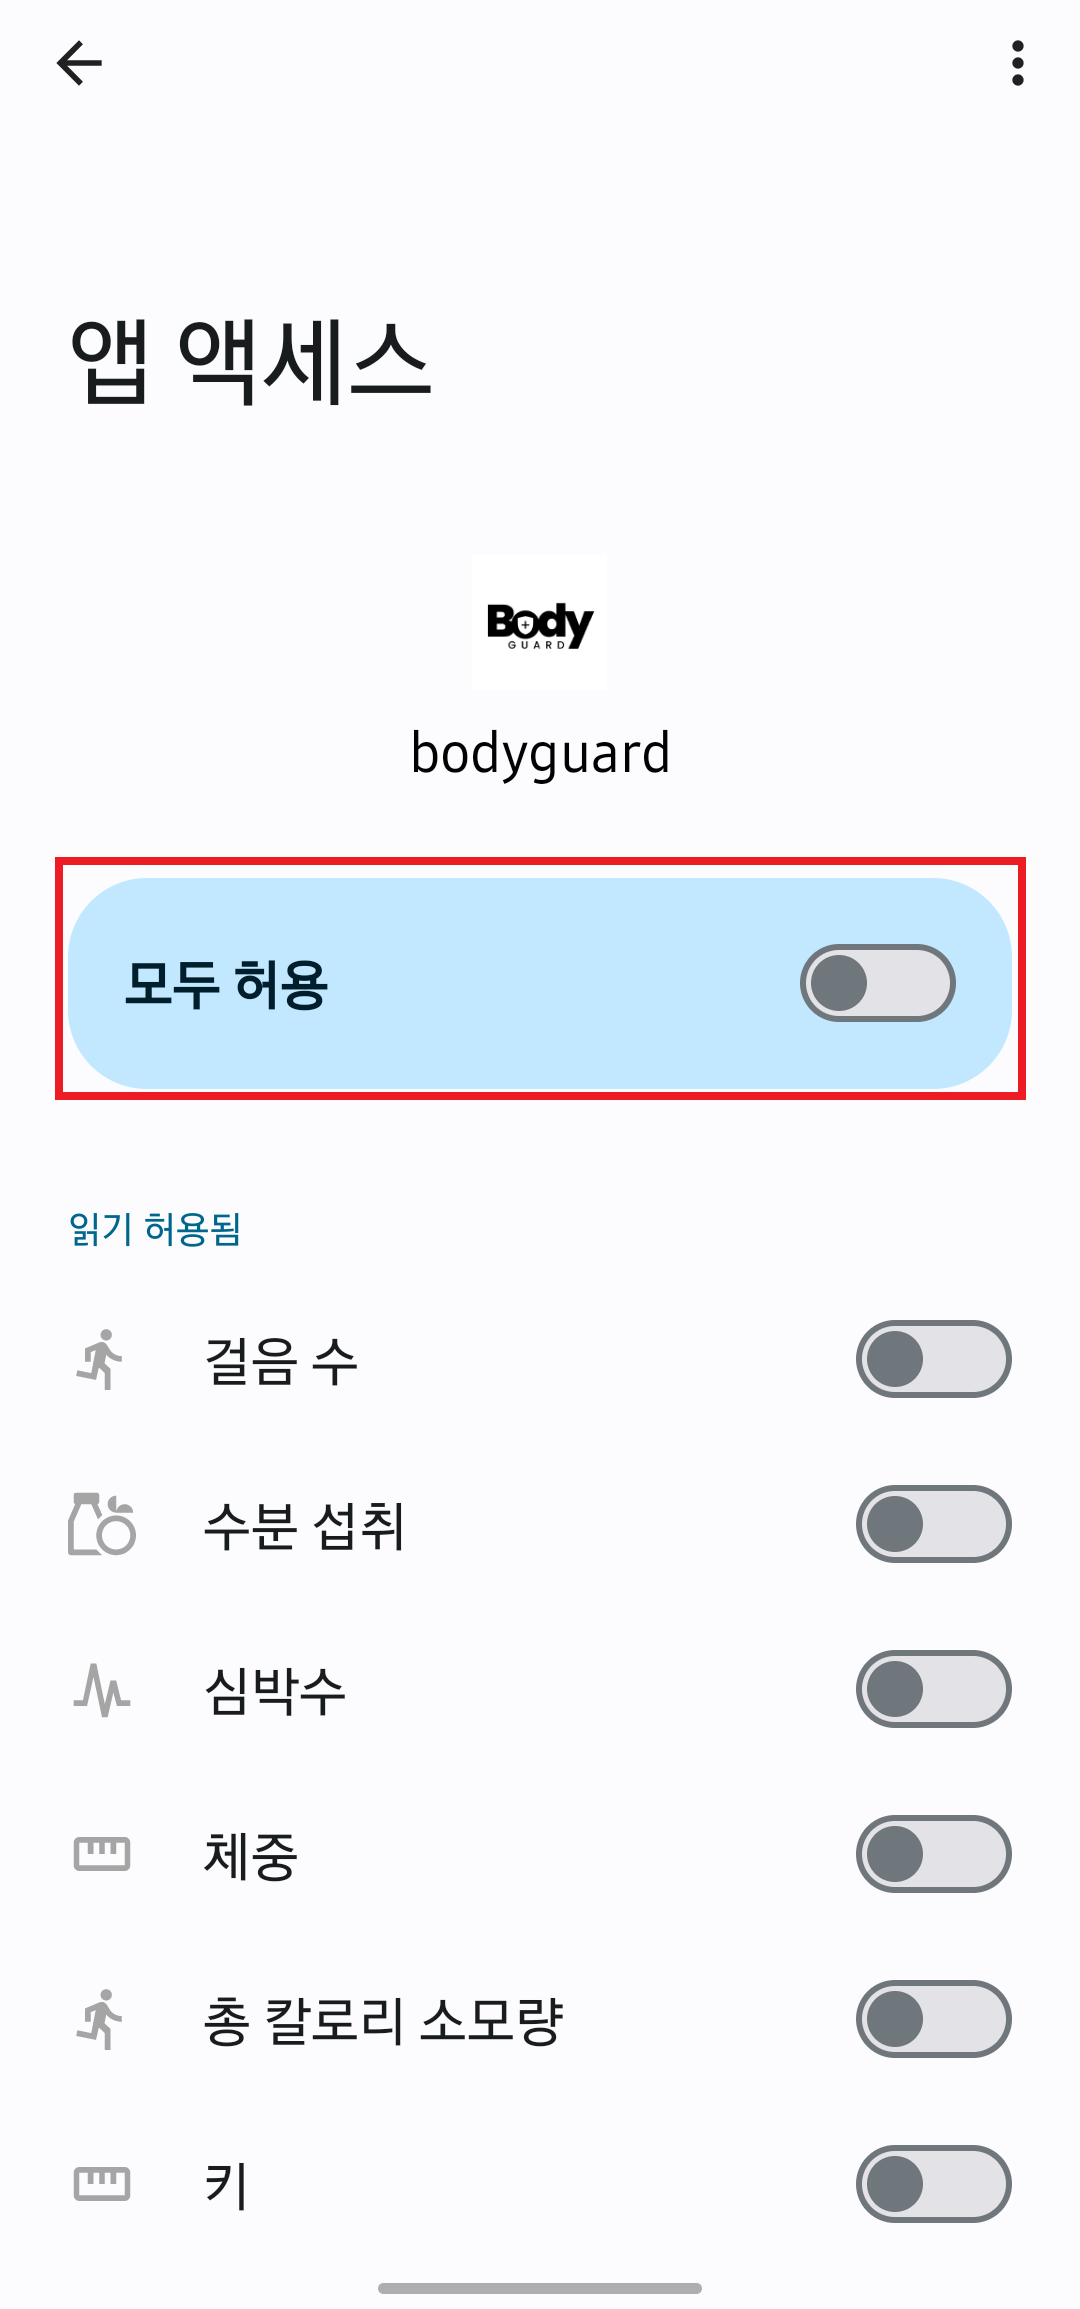 앱 액세스
Body
GUARD
bodyguard
모두 허용
읽기 허용됨
걸음 수
수분 섭취
심박수
체중
총 칼로리 소모량
키